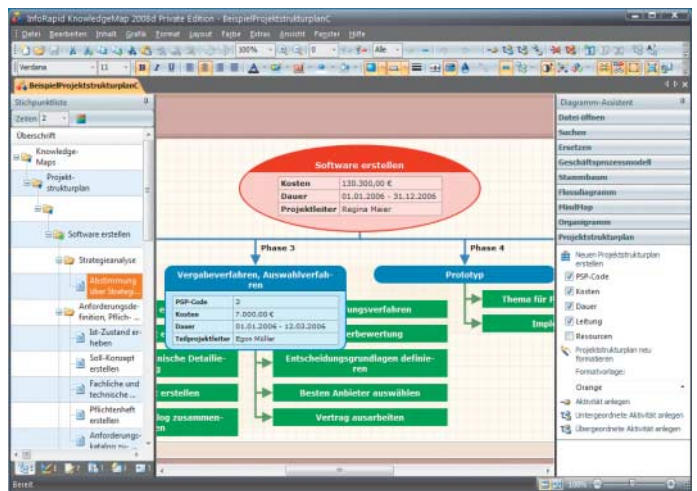 InfoRapid KnowledgeMap 2008d Private Edition - BeispielProjektstrukturplanC
Datei Bearbeiten Inhalt Grafik Format Layout Farbe Extras Ansicht Fenster Hilfe
100% 0 Alle
Verdana 11
BeispielProjektstrukturplanC
Stichpunktliste
Zeilen 2
Überschrift
Knowledge-
Maps
Projekt-
strukturplan
Software erstellen
Strategieanalyse
Abstimmung
über Strategi...
Anforderungsde-
finition, Pflich- ...
Ist-Zustand er-
heben
Soll-Konzept
erstellen
Fachliche und
technische ...
Pflichtenheft
erstellen
Anforderungs-
katalog zu- ...
Bereit
Software erstellen
Kosten 130.300,00 €
Dauer 01.01.2006 - 31.12.2006
Projektleiter Regina Maier
Phase 3
Phase 4
Vergabeverfahren, Auswahlverfah-
ren
PSP-Code 3
Kosten 7.000,00 €
Dauer 01.01.2006 - 12.03.2006
Teilprojektleiter Egon Müller
Prototyp
ungsverfahren
Thema für P
erbewertung
Impl
nische Detaillie-
g
Entscheidungsgrundlagen definie-
ren
t erstellen
Besten Anbieter auswählen
log zusammen-
en
Vertrag ausarbeiten
Diagramm-Assistent
Datei öffnen
Suchen
Ersetzen
Geschäftsprozessmodell
Stammbaum
Flussdiagramm
MindMap
Organigramm
Projektstrukturplan
Neuen Projektstrukturplan
erstellen
PSP-Code
Kosten
Dauer
Leitung
Ressourcen
Projektstrukturplan neu
formatieren
Formatvorlage:
Orange
Aktivität anlegen
Untergeordnete Aktivität anlegen
Übergeordnete Aktivität anlegen
100%